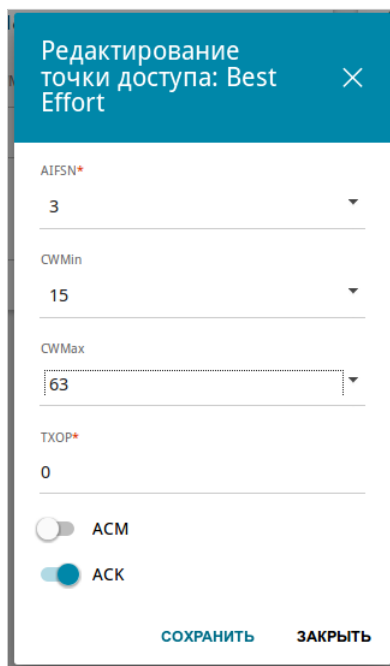 Редактирование
точки доступа: Best
Effort
AIFSN*
3
CWMin
15
CWMax
63
TXOP*
0
ACM
ACK
СОХРАНИТЬ ЗАКРЫТЬ